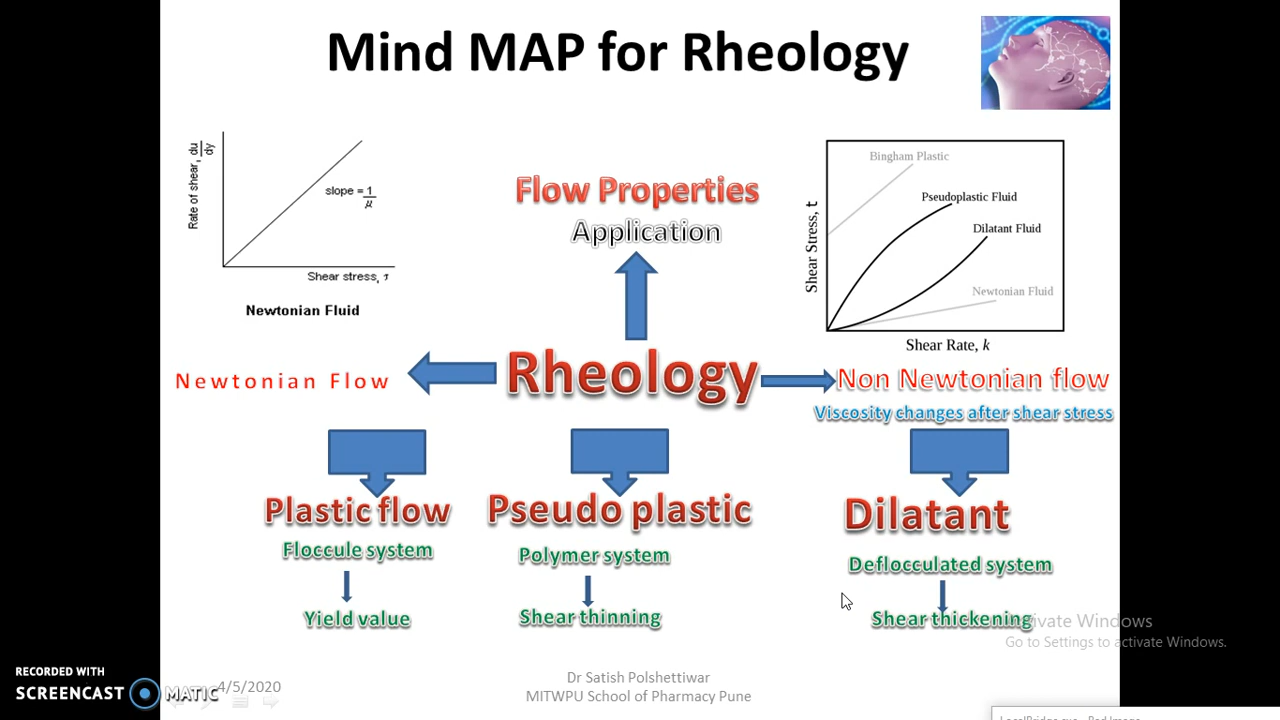 Mind MAP for Rheology
Rate of shear, du/dy
slope = 1/μ
Shear stress, τ
Newtonian Fluid
Flow Properties
Application
Bingham Plastic
Pseudoplastic Fluid
Dilatant Fluid
Newtonian Fluid
Shear Stress, t
Shear Rate, k
Newtonian Flow
Rheology
Non Newtonian flow
Viscosity changes after shear stress
Plastic flow
Floccule system
Yield value
Pseudo plastic
Polymer system
Shear thinning
Dilatant
Deflocculated system
Shear thickening
Activate Windows
Go to Settings to activate Windows.
RECORDED WITH
SCREENCAST MATIC
4/5/2020
Dr Satish Polshettiwar
MITWPU School of Pharmacy Pune